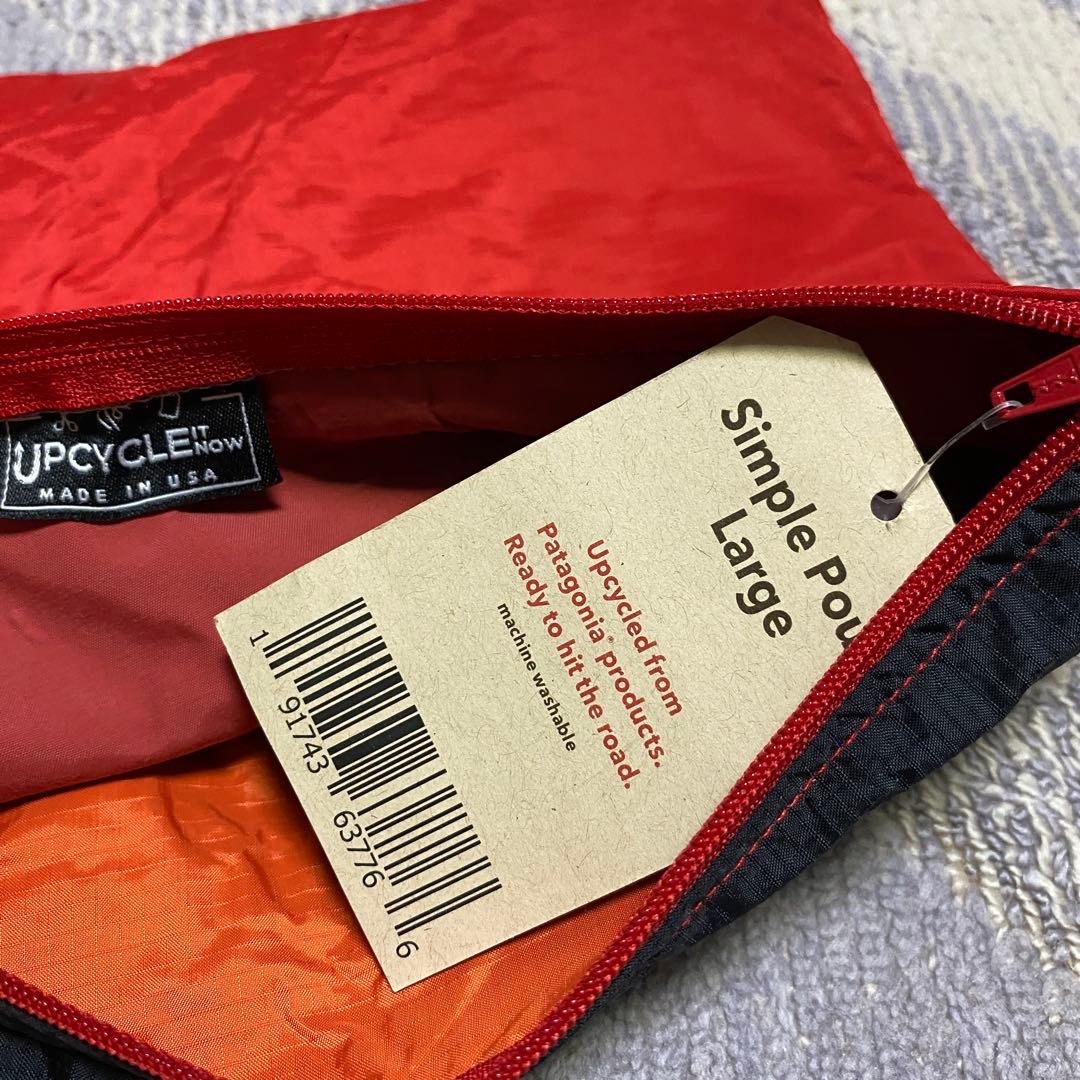 UPCYCLE IT NOW
MADE IN USA
Simple Pou
Large
Upcycled from
Patagonia® products.
Ready to hit the road.
machine washable
1 91743 63776 6